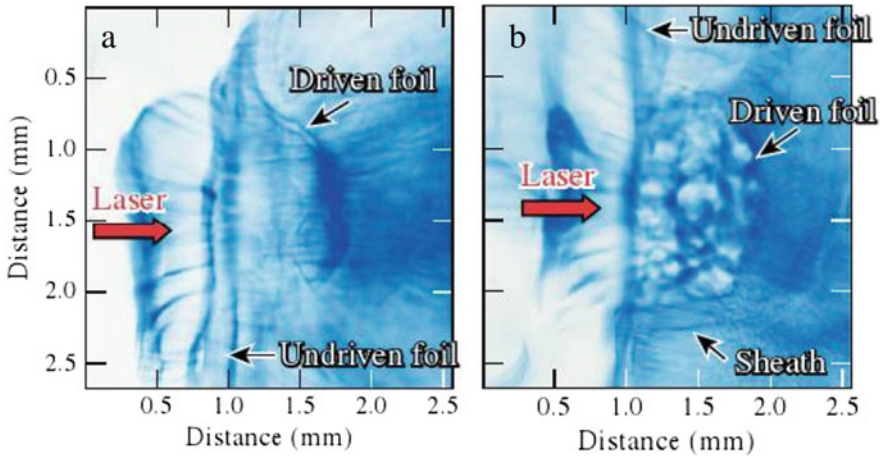 a
Driven foil
Laser
Undriven foil
Distance (mm)
0.5
1.0
1.5
2.0
2.5
0.5
1.0
1.5
2.0
2.5
Distance (mm)
b
Undriven foil
Driven foil
Laser
Sheath
0.5
1.0
1.5
2.0
2.5
Distance (mm)